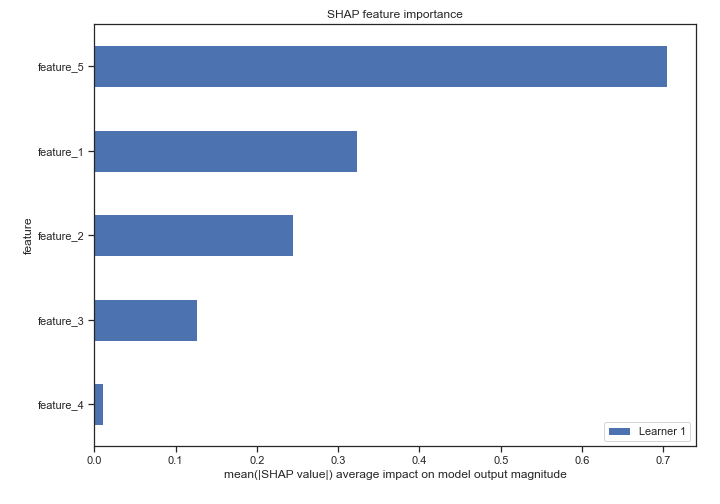 SHAP feature importance
feature_5
feature_1
feature_2
feature_3
feature_4
feature
Learner 1
0.0 0.1 0.2 0.3 0.4 0.5 0.6 0.7
mean(|SHAP value|) average impact on model output magnitude